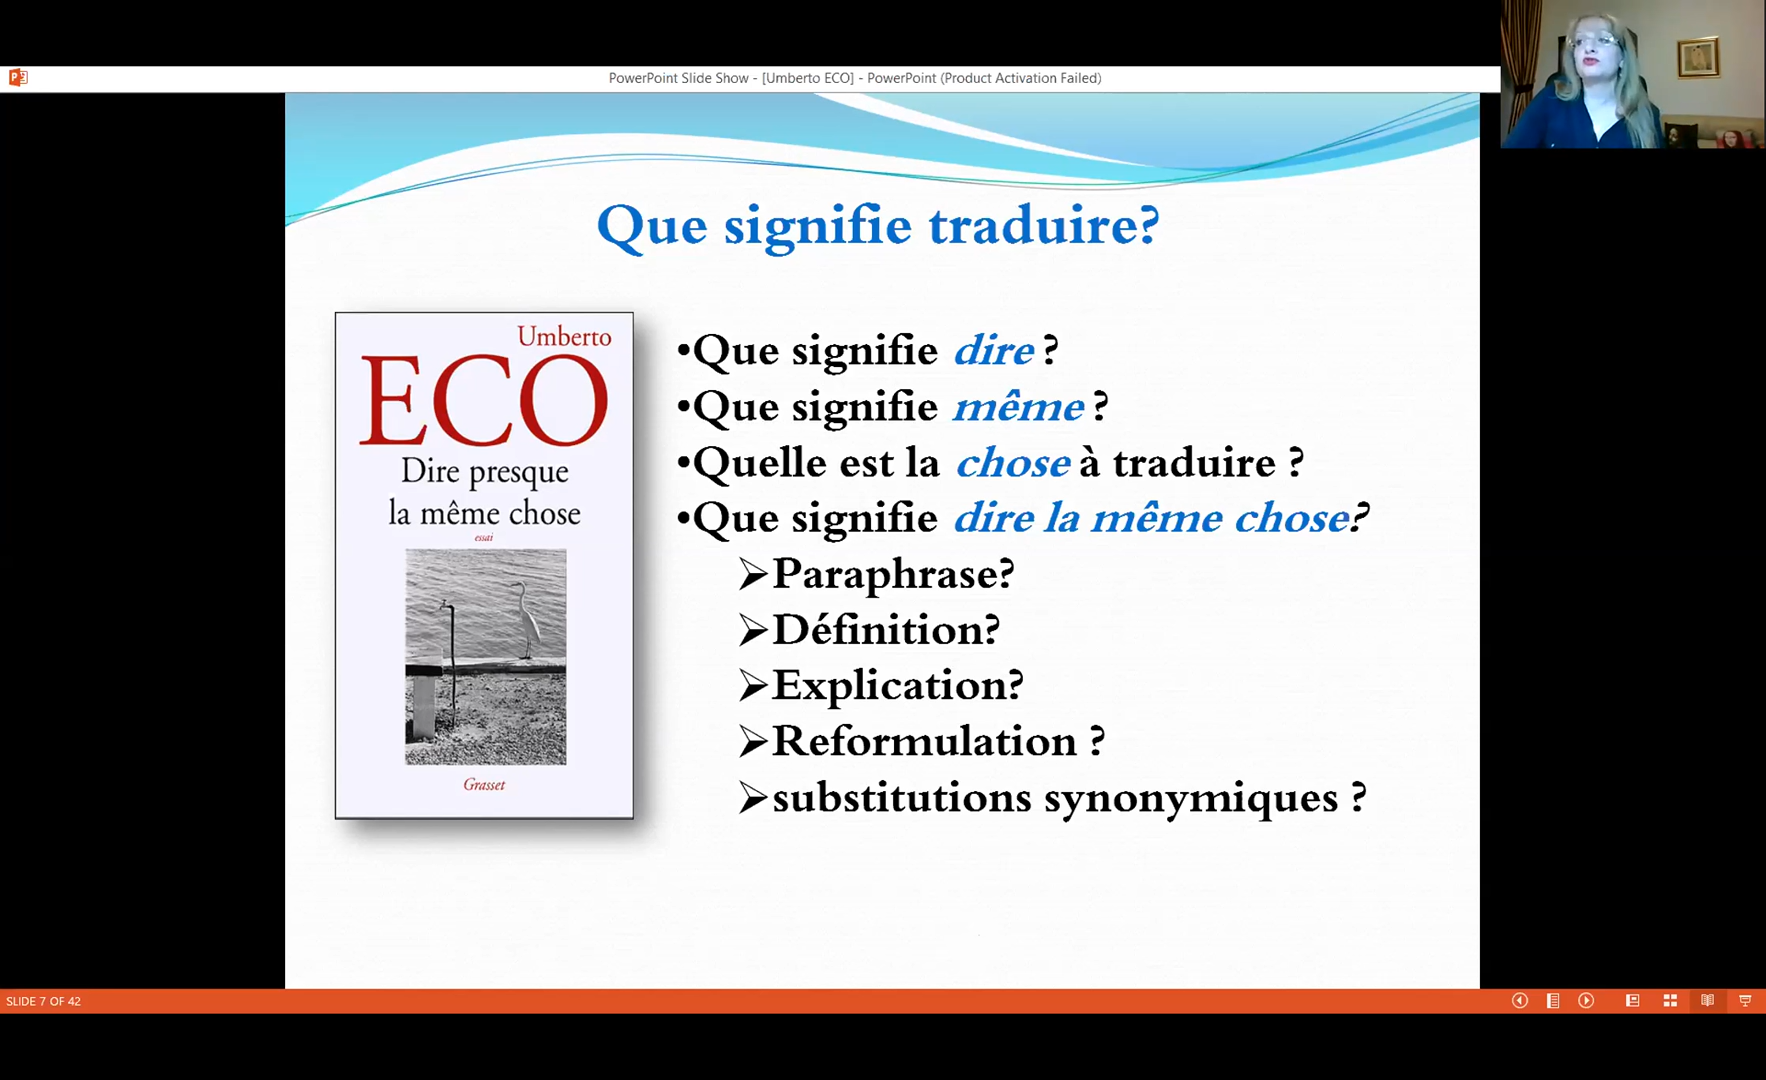 PowerPoint Slide Show - [Umberto ECO] - PowerPoint (Product Activation Failed)
Que signifie traduire?
Umberto
ECO
Dire presque
la même chose
essai
Grasset
•Que signifie dire ?
•Que signifie même ?
•Quelle est la chose à traduire ?
•Que signifie dire la même chose?
➢Paraphrase?
➢Définition?
➢Explication?
➢Reformulation ?
➢substitutions synonymiques ?
SLIDE 7 OF 42